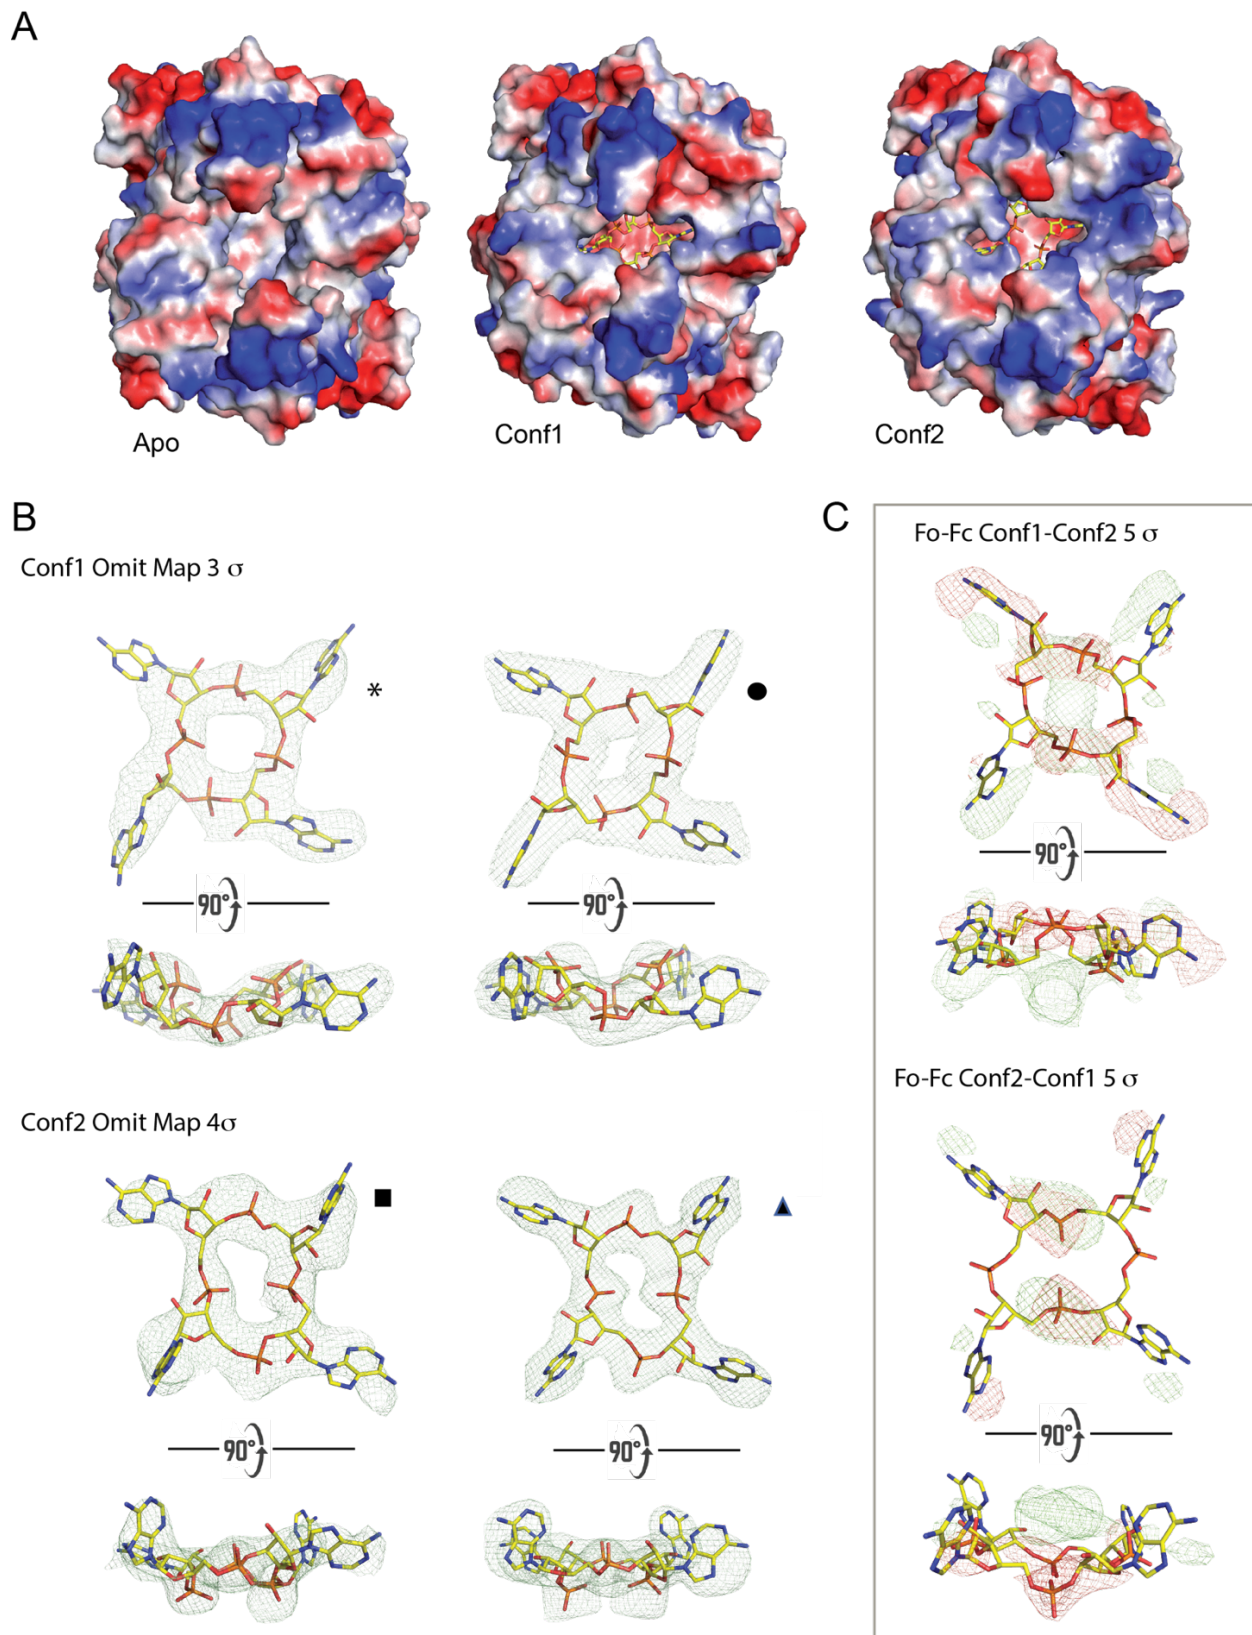 A
Apo
Conf1
Conf2
B
C
Conf1 Omit Map 3 σ
Fo-Fc Conf1-Conf2 5 σ
*
90°
90°
90°
Conf2 Omit Map 4σ
Fo-Fc Conf2-Conf1 5 σ
90°
90°
90°